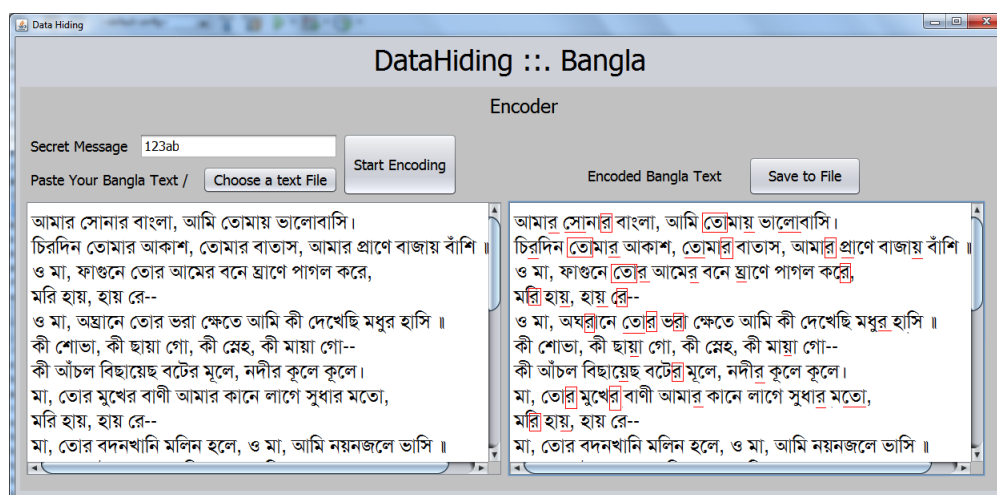 Data Hiding
DataHiding ::. Bangla
Encoder
Secret Message 123ab
Start Encoding
Paste Your Bangla Text / Choose a text File
Encoded Bangla Text Save to File
আমার সোনার বাংলা, আমি তোমায় ভালোবাসি।
চিরদিন তোমার আকাশ, তোমার বাতাস, আমার প্রাণে বাজায় বাঁশি ॥
ও মা, ফাগুনে তোর আমের বনে ঘ্রাণে পাগল করে,
মরি হায়, হায় রে--
ও মা, অঘ্রানে তোর ভরা ক্ষেতে আমি কী দেখেছি মধুর হাসি ॥
কী শোভা, কী ছায়া গো, কী স্নেহ, কী মায়া গো--
কী আঁচল বিছায়েছ বটের মূলে, নদীর কূলে কূলে।
মা, তোর মুখের বাণী আমার কানে লাগে সুধার মতো,
মরি হায়, হায় রে--
মা, তোর বদনখানি মলিন হলে, ও মা, আমি নয়নজলে ভাসি ॥
আমার সোনার বাংলা, আমি তোমায় ভালোবাসি।
চিরদিন তোমার আকাশ, তোমার বাতাস, আমার প্রাণে বাজায় বাঁশি ॥
ও মা, ফাগুনে তোর আমের বনে ঘ্রাণে পাগল করে,
মরি হায়, হায় রে--
ও মা, অঘরানে তোর ভরা ক্ষেতে আমি কী দেখেছি মধুর হাসি ॥
কী শোভা, কী ছায়া গো, কী স্নেহ, কী মায়া গো--
কী আঁচল বিছায়েছ বটের মূলে, নদীর কূলে কূলে।
মা, তোর মুখের বাণী আমার কানে লাগে সুধার মতো,
মরি হায়, হায় রে--
মা, তোর বদনখানি মলিন হলে, ও মা, আমি নয়নজলে ভাসি ॥